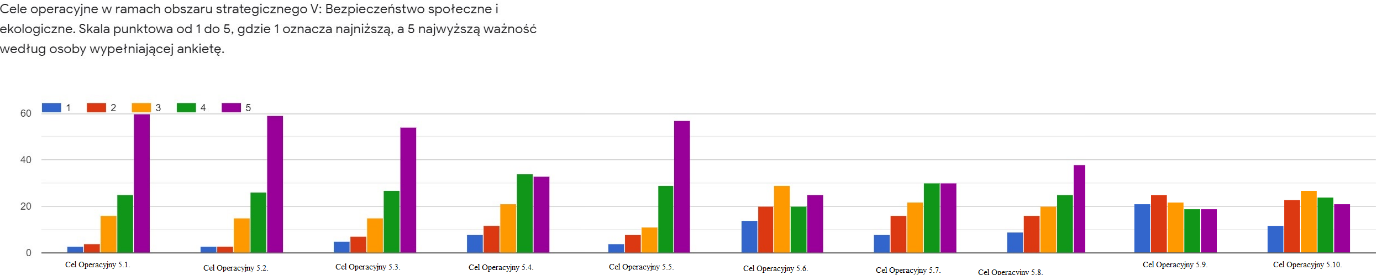 Cele operacyjne w ramach obszaru strategicznego V: Bezpieczeństwo społeczne i
ekologiczne. Skala punktowa od 1 do 5, gdzie 1 oznacza najniższą, a 5 najwyższą ważność
według osoby wypełniającej ankietę.
1 2 3 4 5
60
40
20
0
Cel Operacyjny 5.1. Cel Operacyjny 5.2. Cel Operacyjny 5.3. Cel Operacyjny 5.4. Cel Operacyjny 5.5. Cel Operacyjny 5.6. Cel Operacyjny 5.7. Cel Operacyjny 5.8. Cel Operacyjny 5.9. Cel Operacyjny 5.10